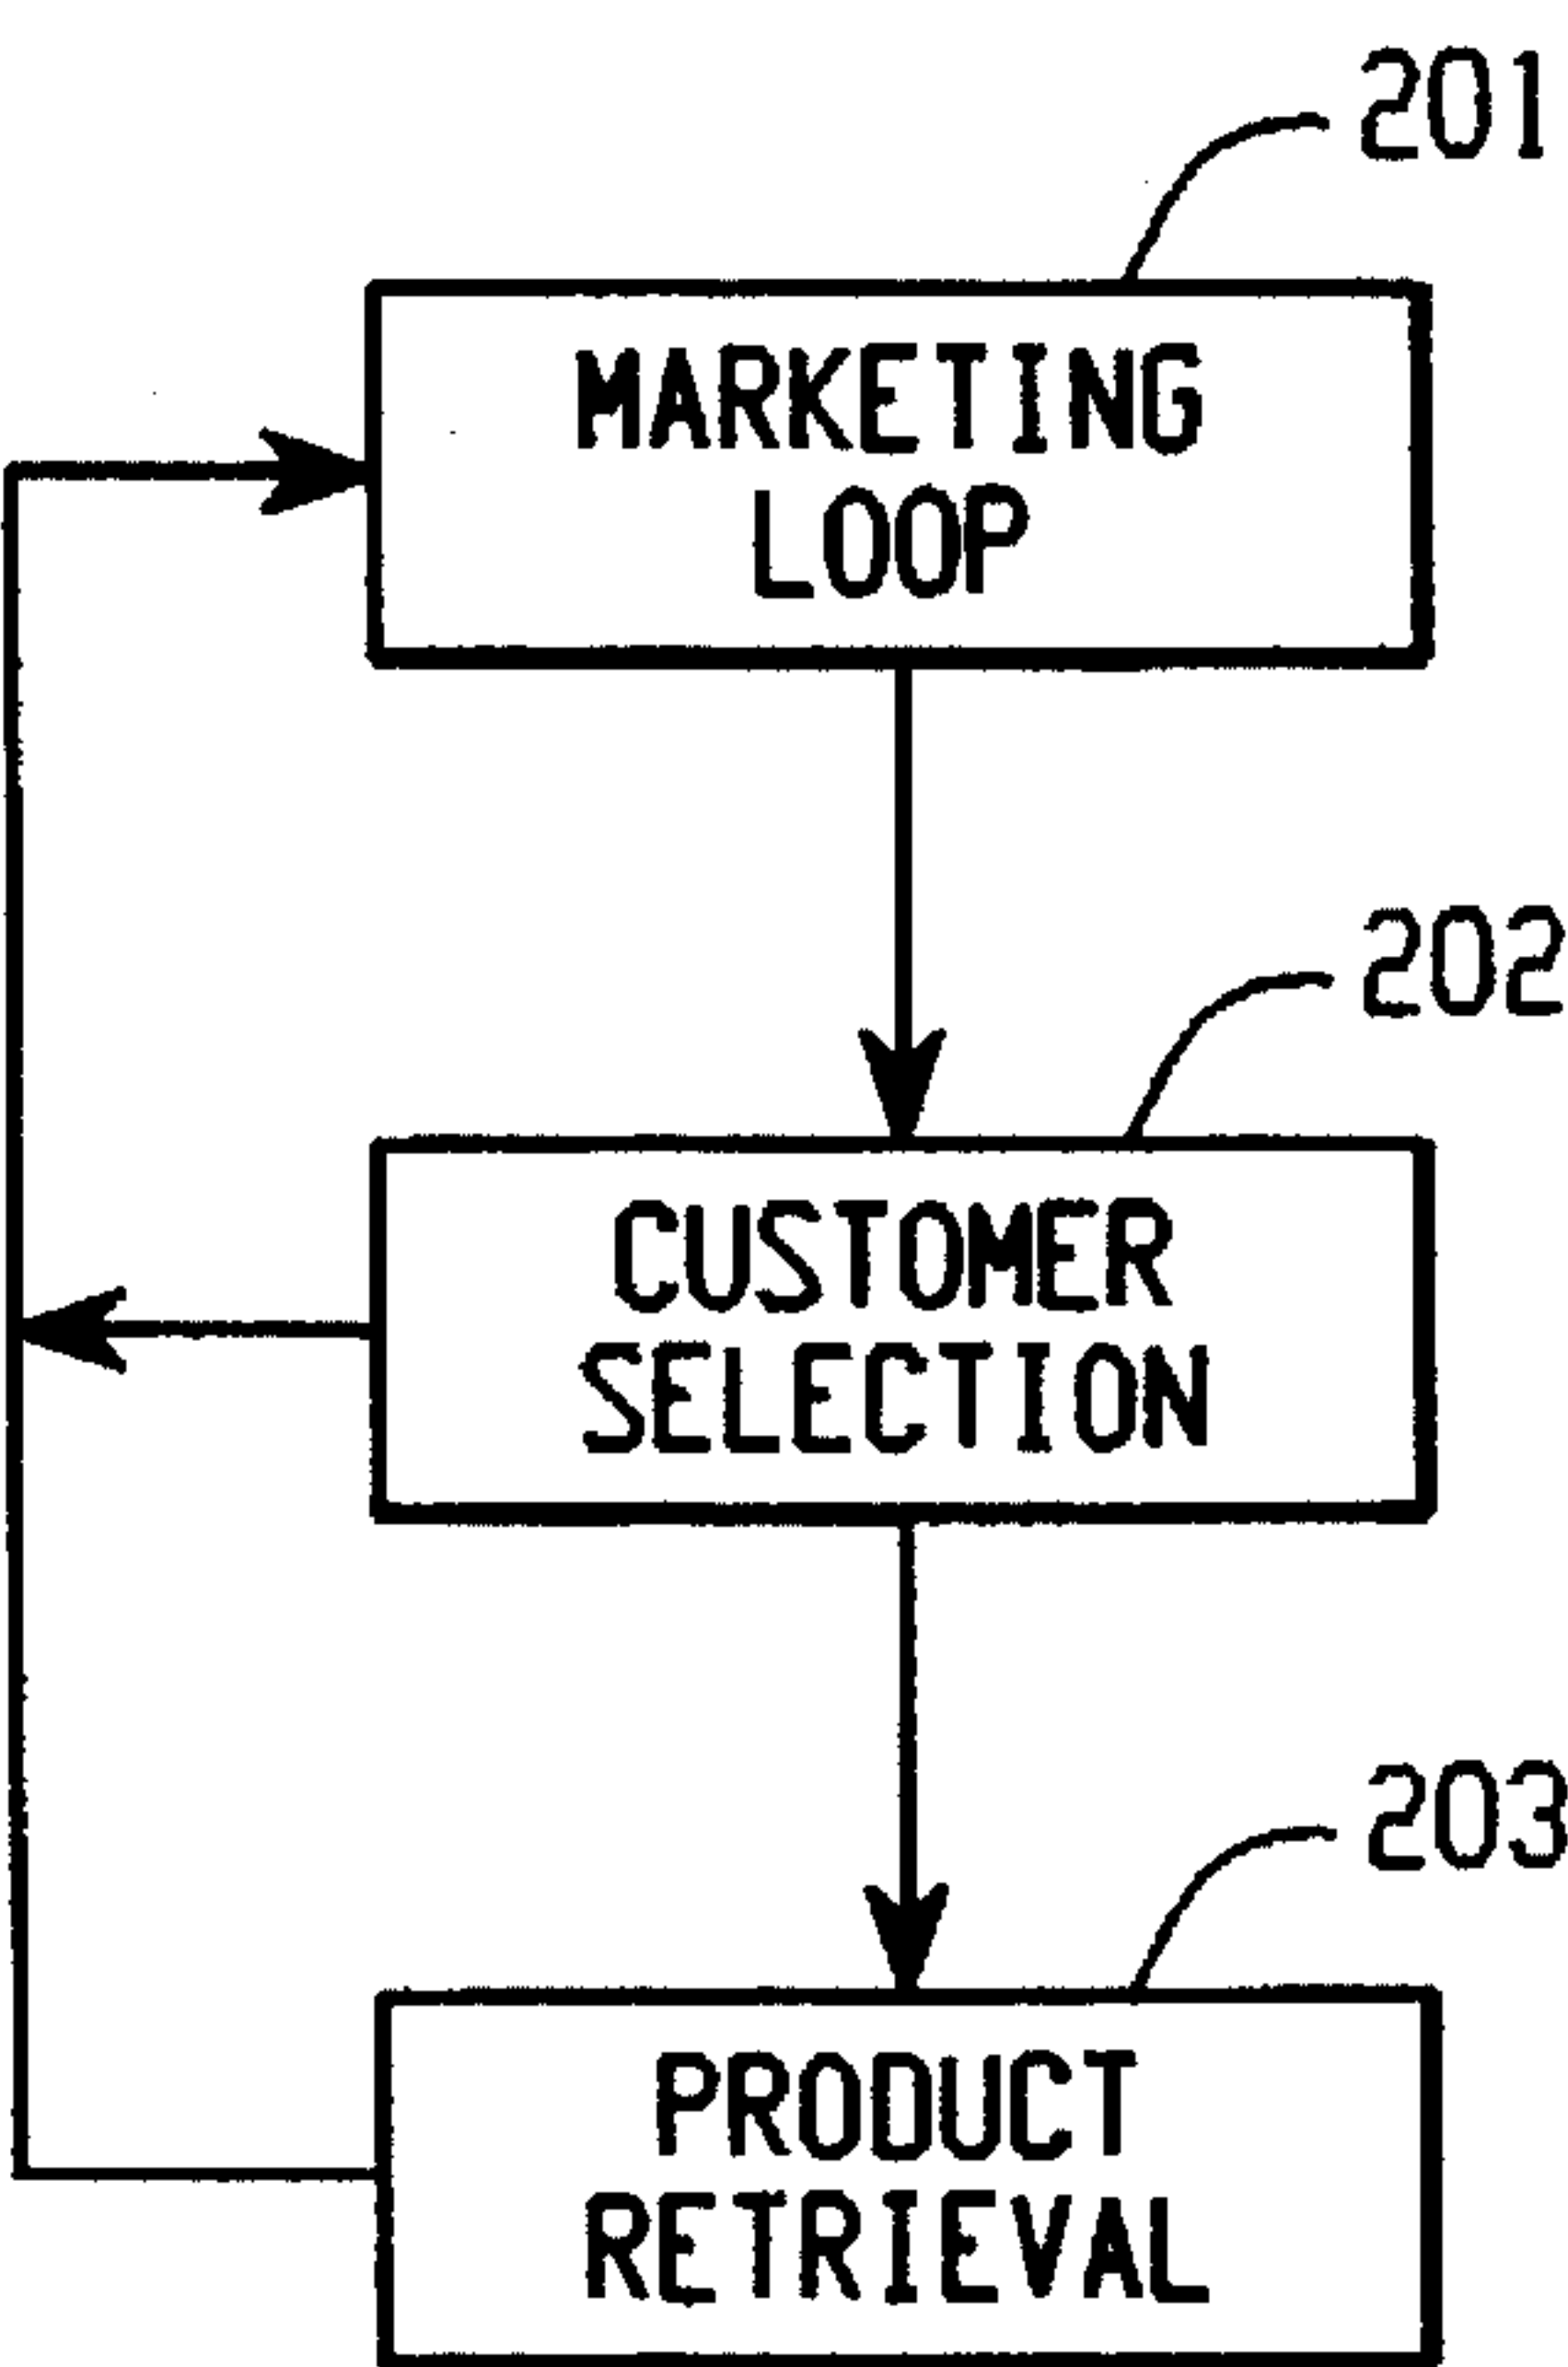 201
MARKETING
LOOP
202
CUSTOMER
SELECTION
203
PRODUCT
RETRIEVAL